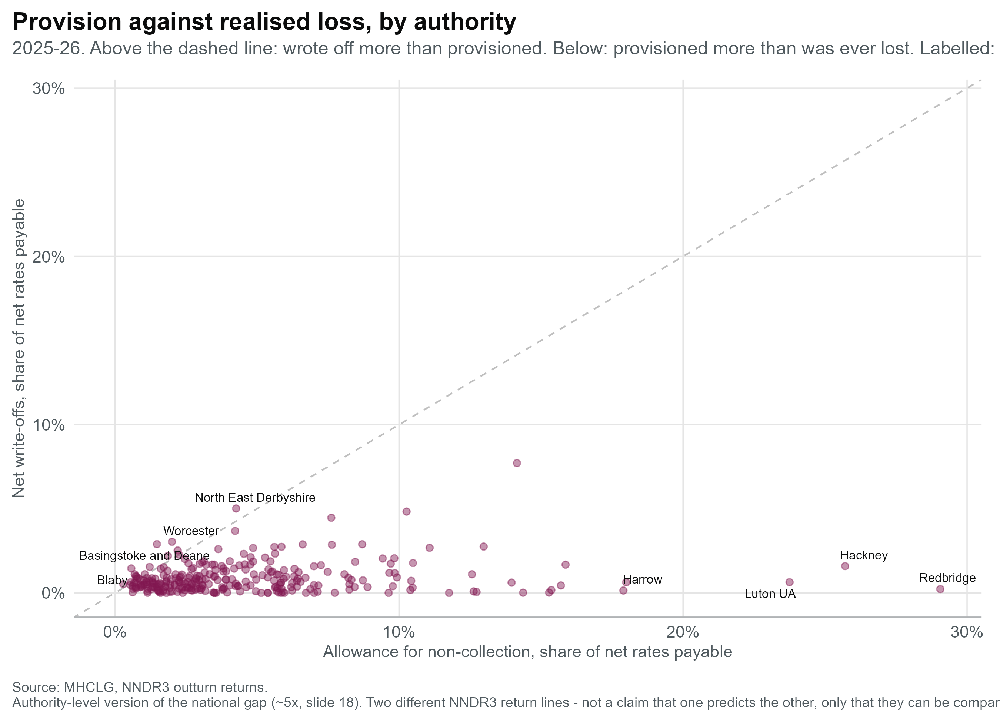 Provision against realised loss, by authority
2025-26. Above the dashed line: wrote off more than provisioned. Below: provisioned more than was ever lost. Labelled:
30%
20%
10%
0%
Net write-offs, share of net rates payable
North East Derbyshire
Worcester
Basingstoke and Deane
Blaby
Hackney
Harrow
Redbridge
Luton UA
0%
10%
20%
30%
Allowance for non-collection, share of net rates payable
Source: MHCLG, NNDR3 outturn returns.
Authority-level version of the national gap (~5x, slide 18). Two different NNDR3 return lines - not a claim that one predicts the other, only that they can be compar